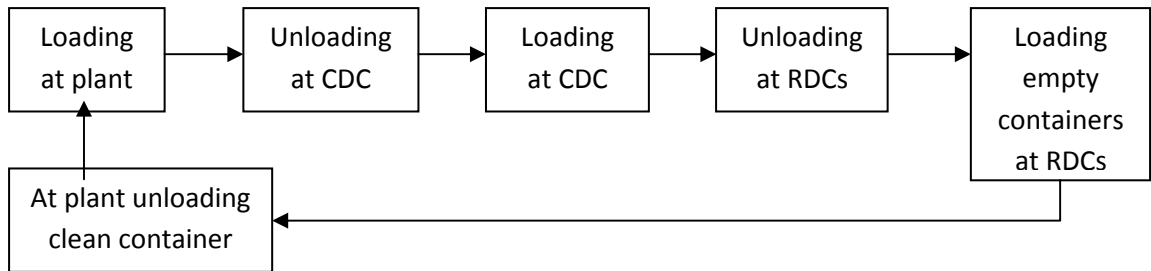 Loading
at plant
Unloading
at CDC
Loading
at CDC
Unloading
at RDCs
Loading
empty
containers
at RDCs
At plant unloading
clean container